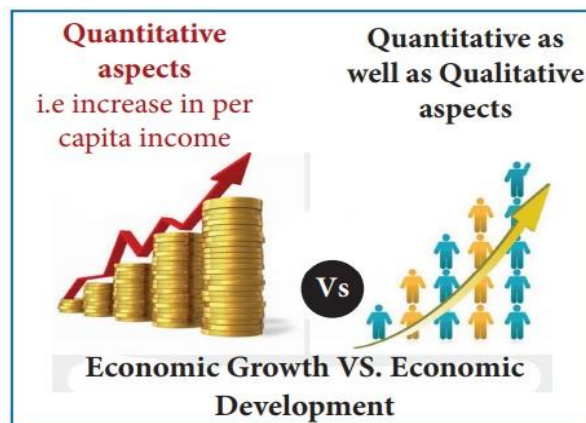 Quantitative
aspects
i.e increase in per
capita income
Quantitative as
well as Qualitative
aspects
Vs
Economic Growth VS. Economic
Development